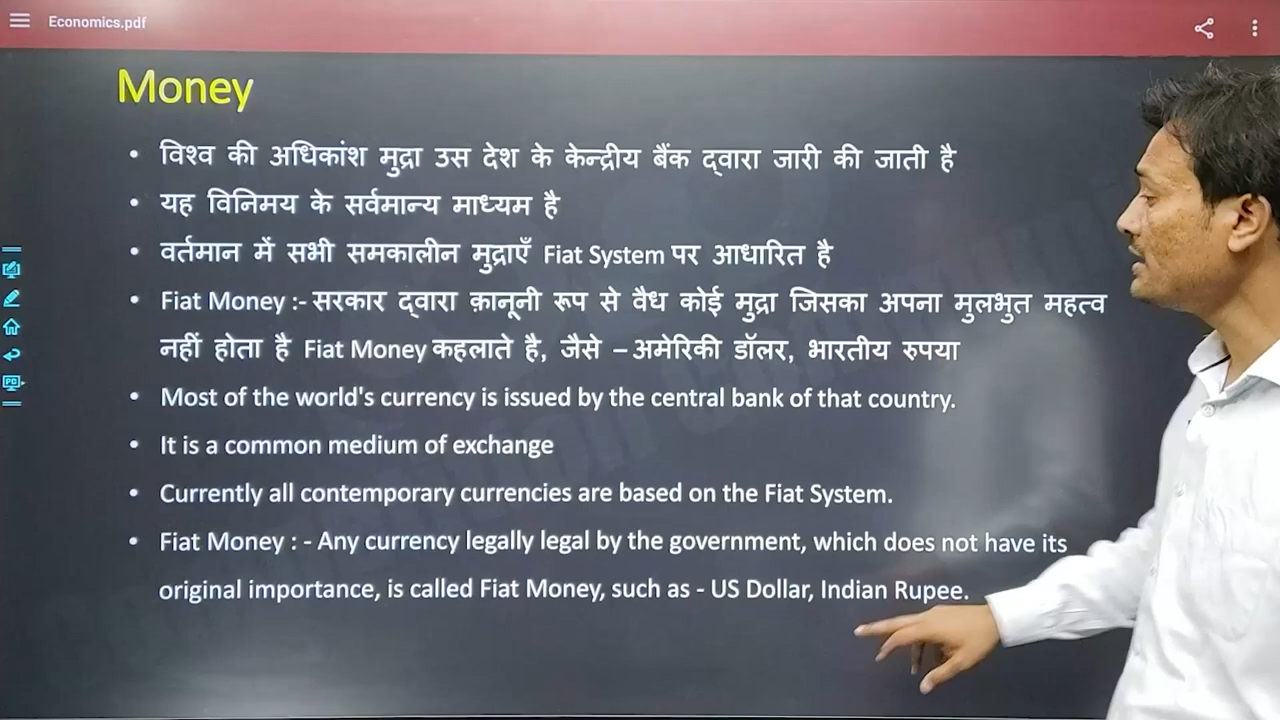 Economics.pdf
Money
• विश्व की अधिकांश मुद्रा उस देश के केन्द्रीय बैंक द्वारा जारी की जाती है
• यह विनिमय के सर्वमान्य माध्यम है
• वर्तमान में सभी समकालीन मुद्राएँ Fiat System पर आधारित है
• Fiat Money :- सरकार द्वारा क़ानूनी रूप से वैध कोई मुद्रा जिसका अपना मुलभुत महत्व
नहीं होता है Fiat Money कहलाते है, जैसे – अमेरिकी डॉलर, भारतीय रुपया
• Most of the world's currency is issued by the central bank of that country.
• It is a common medium of exchange
• Currently all contemporary currencies are based on the Fiat System.
• Fiat Money : - Any currency legally legal by the government, which does not have its
original importance, is called Fiat Money, such as - US Dollar, Indian Rupee.